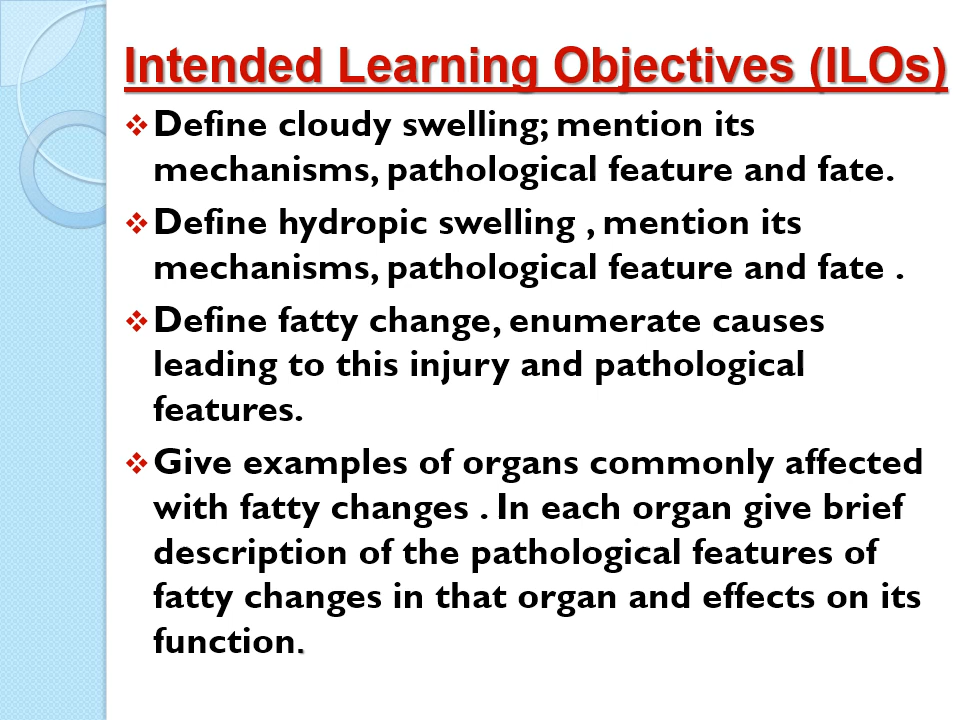 Intended Learning Objectives (ILOs)
❖Define cloudy swelling; mention its
mechanisms, pathological feature and fate.
❖Define hydropic swelling , mention its
mechanisms, pathological feature and fate .
❖Define fatty change, enumerate causes
leading to this injury and pathological
features.
❖Give examples of organs commonly affected
with fatty changes . In each organ give brief
description of the pathological features of
fatty changes in that organ and effects on its
function.